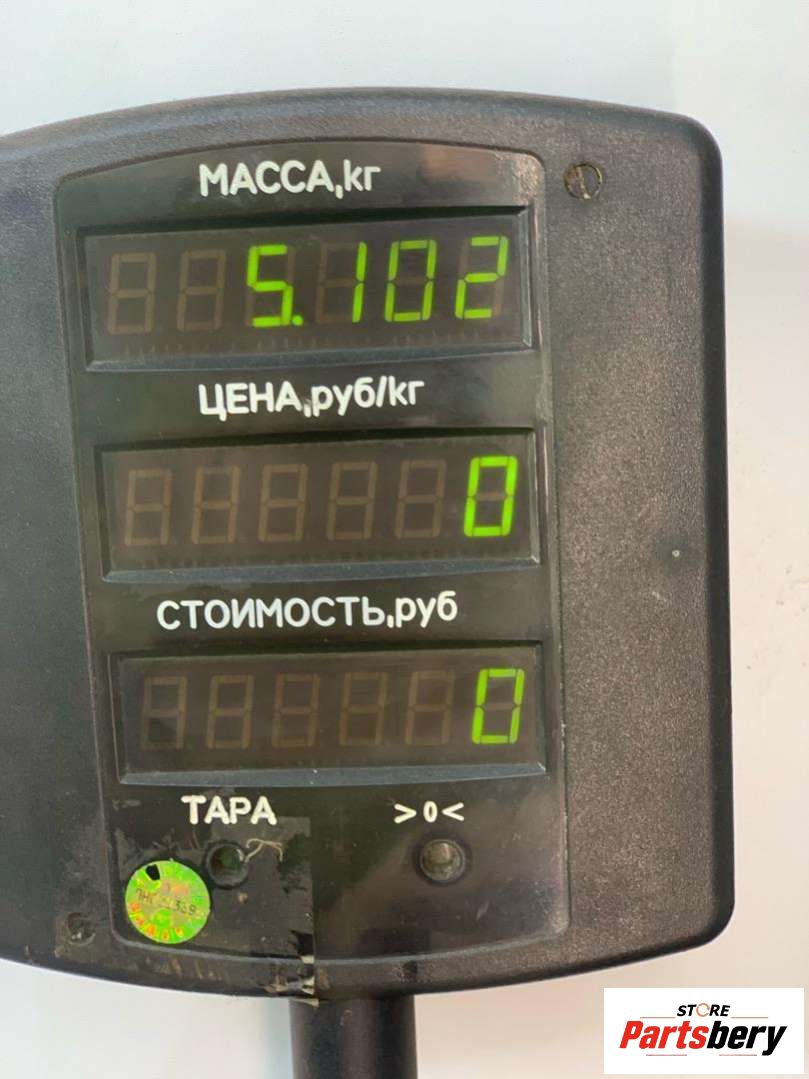 МАССА,кг
5.102
ЦЕНА,руб/кг
0
СТОИМОСТЬ,руб
0
ТАРА >0<
STORE
Partsbery